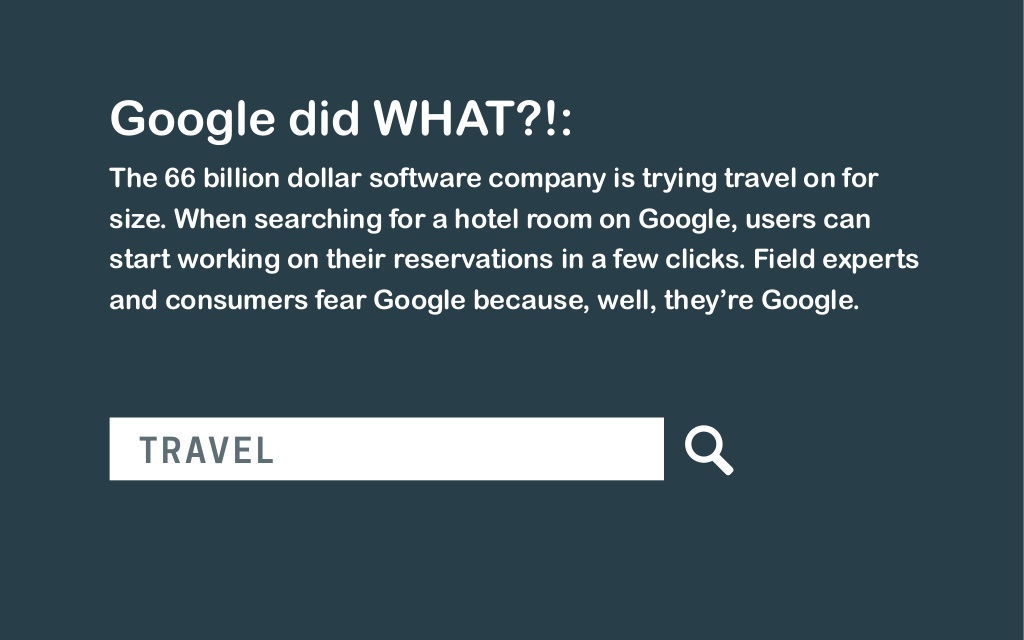 Google did WHAT?!:
The 66 billion dollar software company is trying travel on for
size. When searching for a hotel room on Google, users can
start working on their reservations in a few clicks. Field experts
and consumers fear Google because, well, they’re Google.
TRAVEL